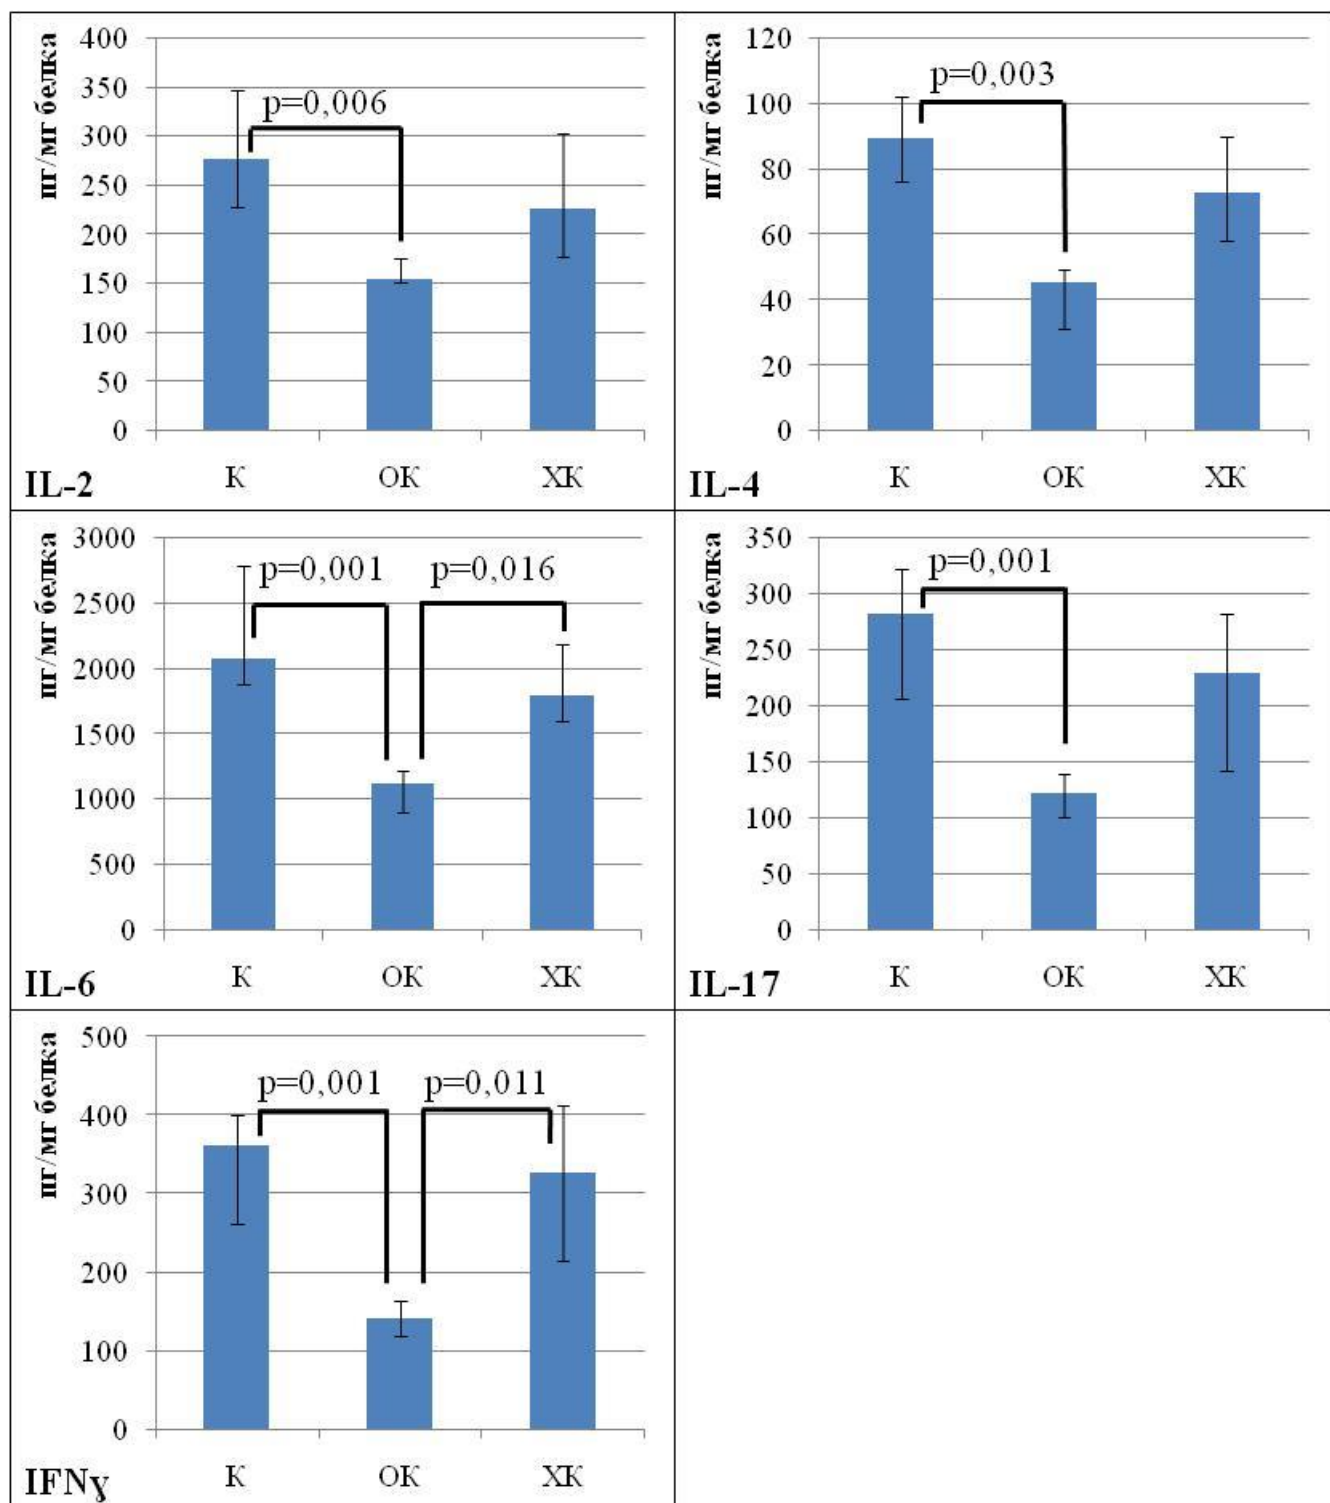 пг/мг белка
400
350
300
250
200
150
100
50
0
p=0,006
К ОК ХК
IL-2
пг/мг белка
120
100
80
60
40
20
0
p=0,003
К ОК ХК
IL-4
пг/мг белка
3000
2500
2000
1500
1000
500
0
p=0,001 p=0,016
К ОК ХК
IL-6
пг/мг белка
350
300
250
200
150
100
50
0
p=0,001
К ОК ХК
IL-17
пг/мг белка
500
400
300
200
100
0
p=0,001 p=0,011
К ОК ХК
IFNɣ